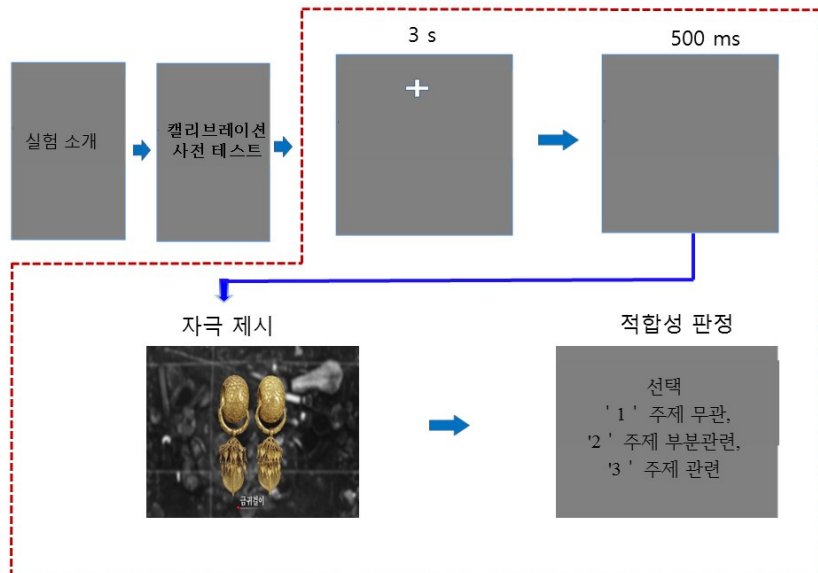 3 s
500 ms
실험 소개
캘리브레이션
사전 테스트
자극 제시
적합성 판정
금귀걸이
선택
' 1 ' 주제 무관,
'2 ' 주제 부분관련,
'3 ' 주제 관련